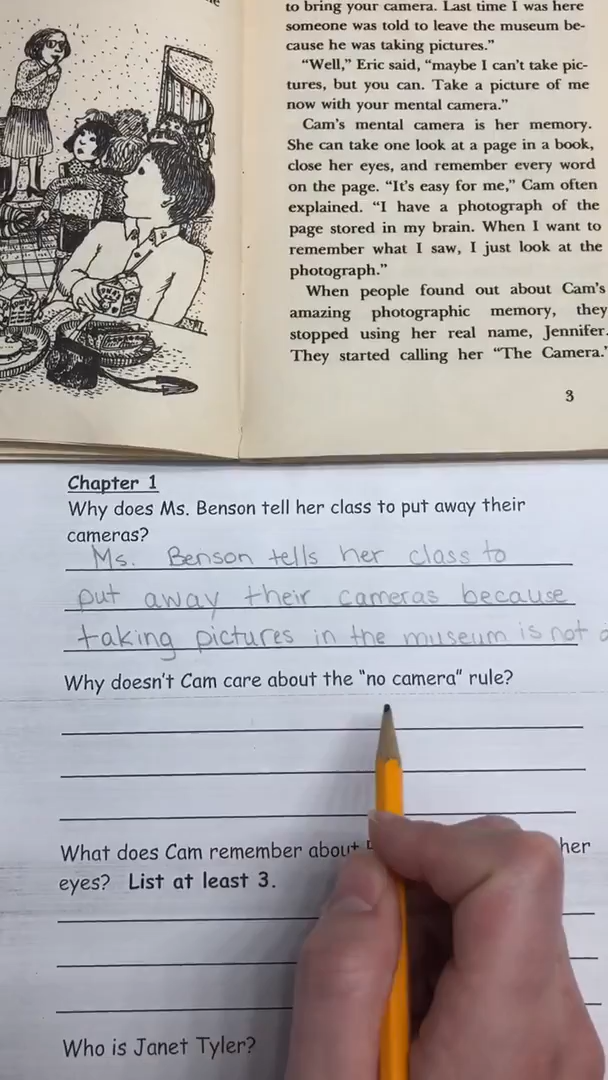 to bring your camera. Last time I was here
someone was told to leave the museum be-
cause he was taking pictures."
"Well," Eric said, "maybe I can't take pic-
tures, but you can. Take a picture of me
now with your mental camera."
Cam's mental camera is her memory.
She can take one look at a page in a book,
close her eyes, and remember every word
on the page. "It's easy for me," Cam often
explained. "I have a photograph of the
page stored in my brain. When I want to
remember what I saw, I just look at the
photograph."
When people found out about Cam's
amazing photographic memory, they
stopped using her real name, Jennifer.
They started calling her "The Camera."
3
Chapter 1
Why does Ms. Benson tell her class to put away their
cameras?
Ms. Benson tells her class to
put away their cameras because
taking pictures in the museum is not
Why doesn't Cam care about the "no camera" rule?
What does Cam remember about her
eyes? List at least 3.
Who is Janet Tyler?